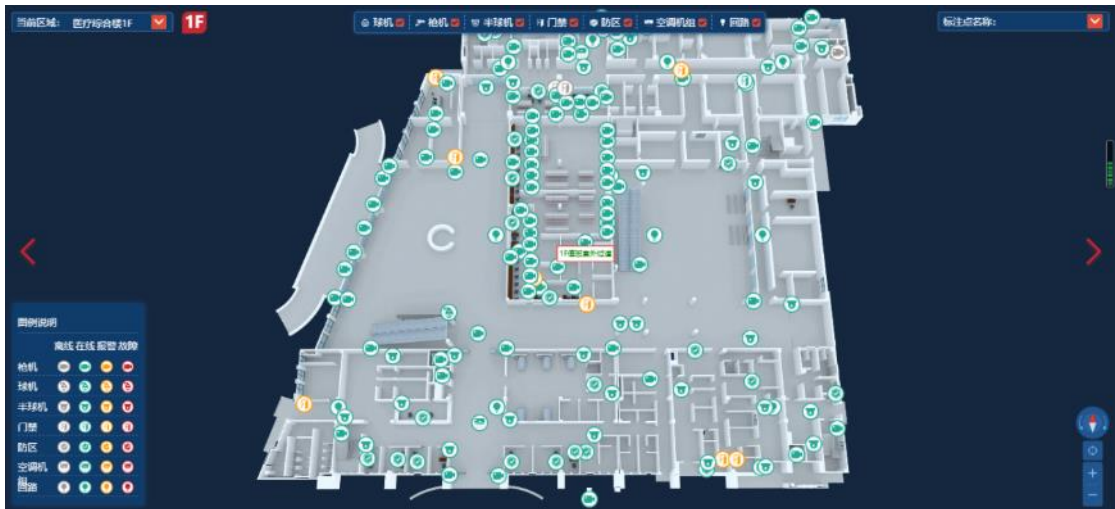 当前区域: 医疗综合楼1F
1F
球机 枪机 半球机 门禁 防区 空调机组 回路
标注点名称:
图例说明
离线 在线 报警 故障
枪机
球机
半球机
门禁
防区
空调机
组
回路